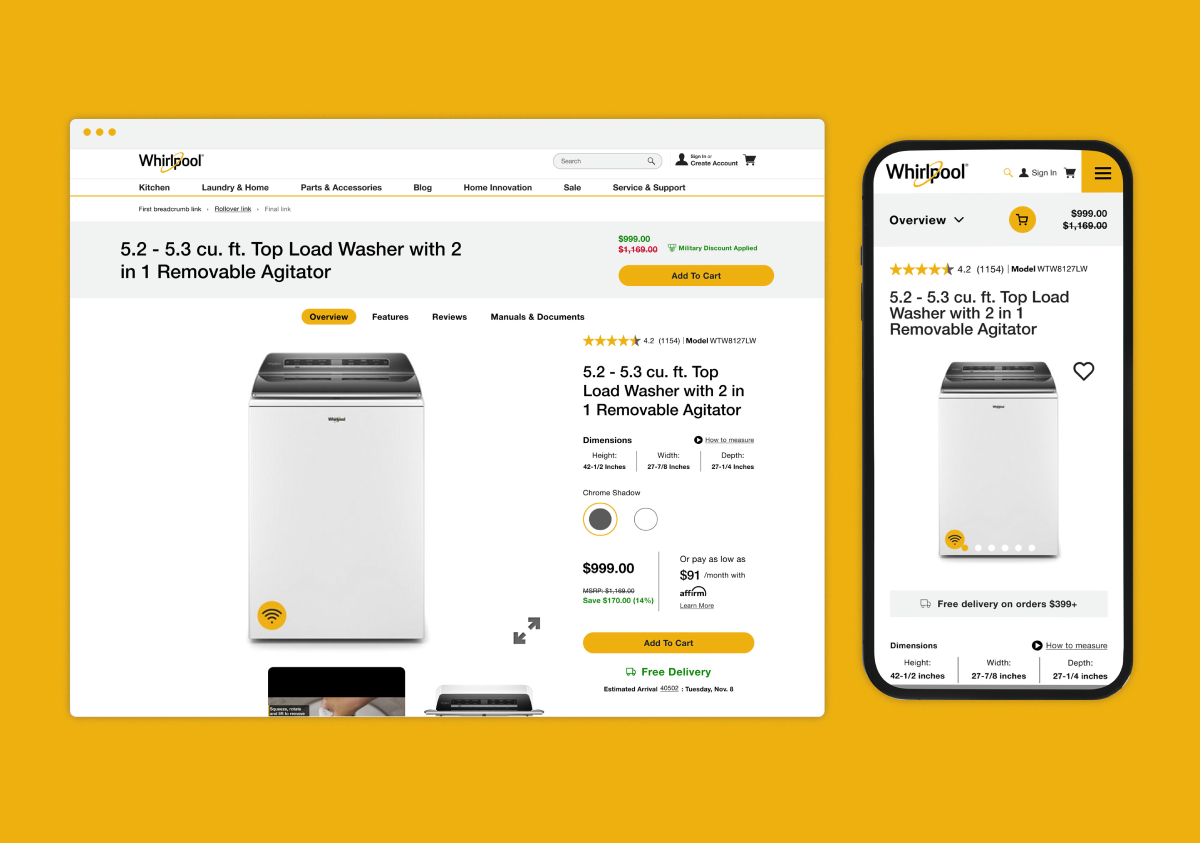 Whirlpool®
Search
Sign In or
Create Account
Kitchen Laundry & Home Parts & Accessories Blog Home Innovation Sale Service & Support
First breadcrumb link Rollover link Final link
5.2 - 5.3 cu. ft. Top Load Washer with 2
in 1 Removable Agitator
$999.00
$1,169.00
Military Discount Applied
Add To Cart
Overview Features Reviews Manuals & Documents
Whirlpool
4.2 (1154) | Model WTW8127LW
5.2 - 5.3 cu. ft. Top
Load Washer with 2 in
1 Removable Agitator
Dimensions
How to measure
Height: Width: Depth:
42-1/2 Inches 27-7/8 Inches 27-1/4 Inches
Chrome Shadow
$999.00
MSRP: $1,169.00
Save $170.00 (14%)
Or pay as low as
$91 /month with
affirm
Learn More
Add To Cart
Free Delivery
Estimated Arrival 40502 : Tuesday, Nov. 8
Squeeze, rotate
and lift to remove
Whirlpool®
Sign In
Overview
$999.00
$1,169.00
4.2 (1154) | Model WTW8127LW
5.2 - 5.3 cu. ft. Top Load
Washer with 2 in 1
Removable Agitator
Whirlpool
Free delivery on orders $399+
Dimensions
How to measure
Height: Width: Depth:
42-1/2 inches 27-7/8 inches 27-1/4 inches